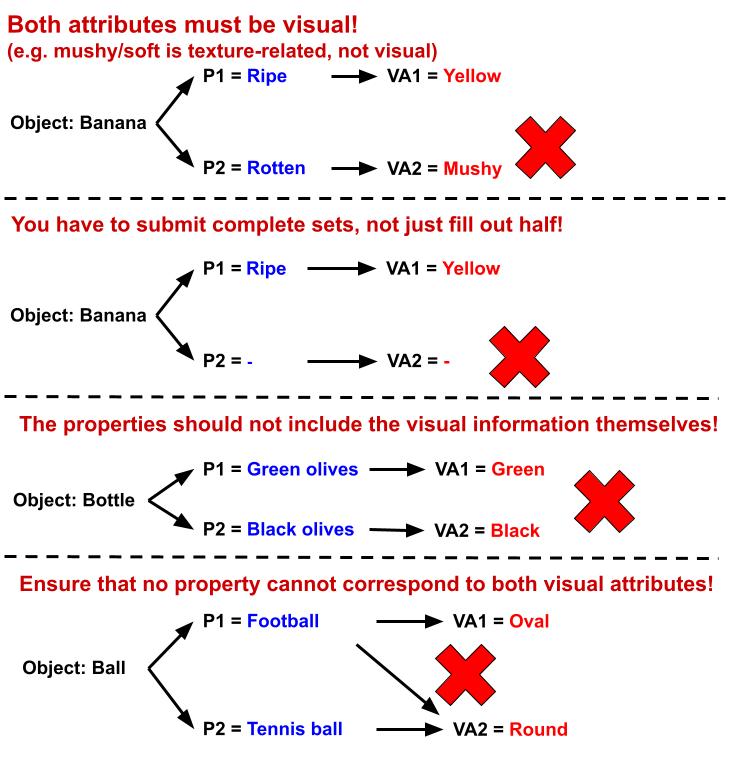 Both attributes must be visual!
(e.g. mushy/soft is texture-related, not visual)
P1 = Ripe VA1 = Yellow
Object: Banana
P2 = Rotten VA2 = Mushy
You have to submit complete sets, not just fill out half!
P1 = Ripe VA1 = Yellow
Object: Banana
P2 = - VA2 = -
The properties should not include the visual information themselves!
P1 = Green olives VA1 = Green
Object: Bottle
P2 = Black olives VA2 = Black
Ensure that no property cannot correspond to both visual attributes!
P1 = Football VA1 = Oval
Object: Ball
P2 = Tennis ball VA2 = Round